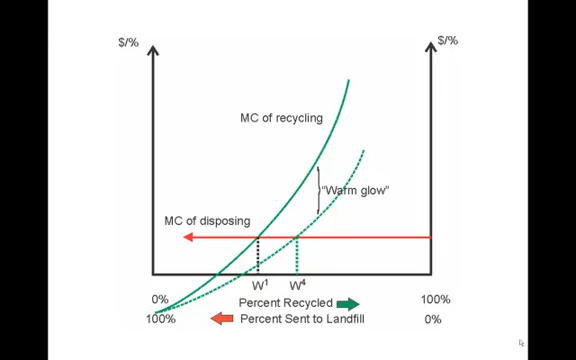 $/%
$/%
MC of recycling
"Warm glow"
MC of disposing
W1
W4
0%
Percent Recycled
100%
100%
Percent Sent to Landfill
0%